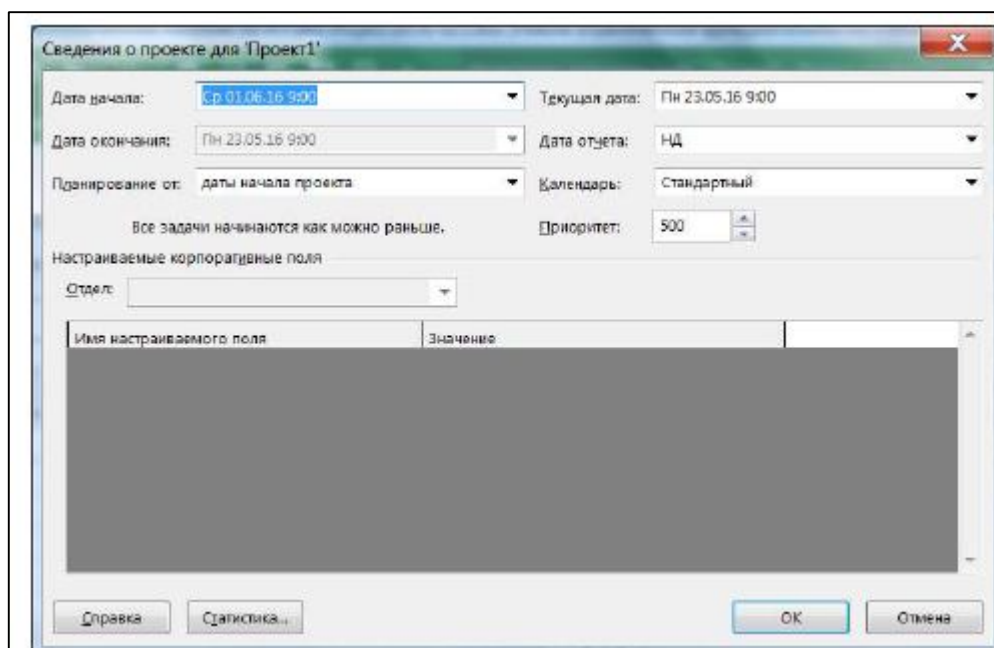 Сведения о проекте для 'Проект1'
Дата начала: Ср 01.06.16 9:00 Текущая дата: Пн 23.05.16 9:00
Дата окончания: Пн 23.05.16 9:00 Дата отчета: НД
Планирование от: даты начала проекта Календарь: Стандартный
Все задачи начинаются как можно раньше. Приоритет: 500
Настраиваемые корпоративные поля
Отдел:
Имя настраиваемого поля Значение
Справка Статистика... ОК Отмена